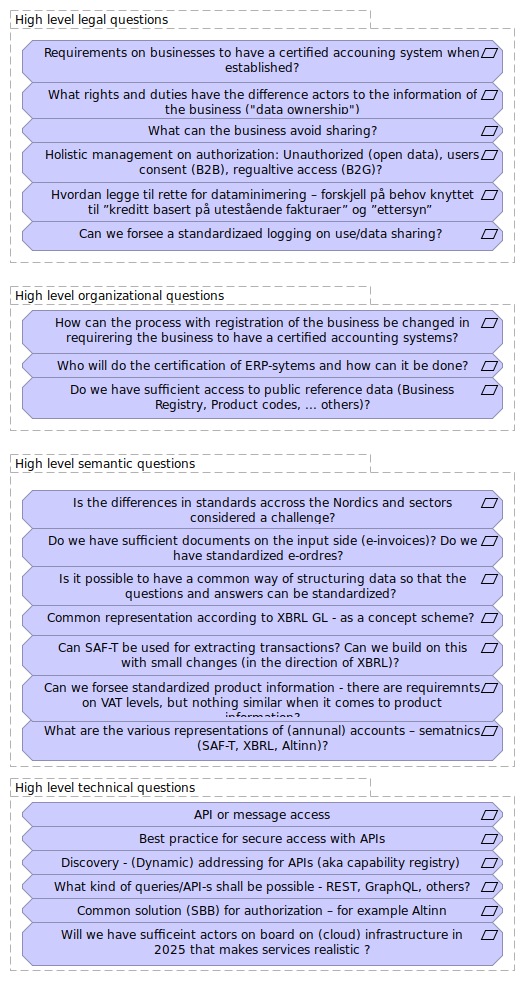 High level legal questions
Requirements on businesses to have a certified accouning system when
established?
What rights and duties have the difference actors to the information of
the business ("data ownership")
What can the business avoid sharing?
Holistic management on authorization: Unauthorized (open data), users
consent (B2B), regualtive access (B2G)?
Hvordan legge til rette for dataminimering – forskjell på behov knyttet
til ”kreditt basert på utestående fakturaer” og ”ettersyn”
Can we forsee a standardizaed logging on use/data sharing?
High level organizational questions
How can the process with registration of the business be changed in
requirering the business to have a certified accounting systems?
Who will do the certification of ERP-sytems and how can it be done?
Do we have sufficient access to public reference data (Business
Registry, Product codes, ... others)?
High level semantic questions
Is the differences in standards accross the Nordics and sectors
considered a challenge?
Do we have sufficient documents on the input side (e-invoices)? Do we
have standardized e-ordres?
Is it possible to have a common way of structuring data so that the
questions and answers can be standardized?
Common representation according to XBRL GL - as a concept scheme?
Can SAF-T be used for extracting transactions? Can we build on this
with small changes (in the direction of XBRL)?
Can we forsee standardized product information - there are requiremnts
on VAT levels, but nothing similar when it comes to product
information?
What are the various representations of (annunal) accounts – sematnics
(SAF-T, XBRL, Altinn)?
High level technical questions
API or message access
Best practice for secure access with APIs
Discovery - (Dynamic) addressing for APIs (aka capability registry)
What kind of queries/API-s shall be possible - REST, GraphQL, others?
Common solution (SBB) for authorization – for example Altinn
Will we have sufficeint actors on board on (cloud) infrastructure in
2025 that makes services realistic ?